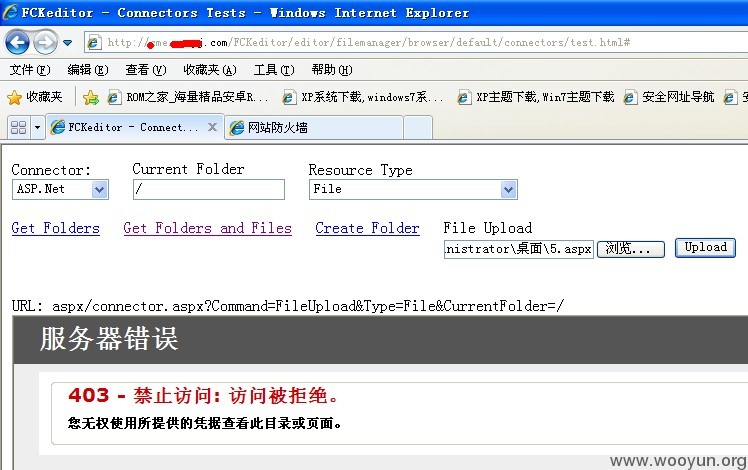 FCKeditor - Connectors Tests - Windows Internet Explorer
.com/FCKeditor/editor/filemanager/browser/default/connectors/test.html#
文件(F) 编辑(E) 查看(V) 收藏夹(A) 工具(T) 帮助(H)
收藏夹 ROM之家_海量精品安卓R... XP系统下载,windows7系... XP主题下载,Win7主题下载 安全网址导航
FCKeditor - Connect... 网站防火墙
Connector: Current Folder Resource Type
ASP.Net / File
Get Folders Get Folders and Files Create Folder File Upload
nistrator\桌面\5.aspx 浏览... Upload
URL: aspx/connector.aspx?Command=FileUpload&Type=File&CurrentFolder=/
服务器错误
403 - 禁止访问: 访问被拒绝。
您无权使用所提供的凭据查看此目录或页面。
www.wooyun.org